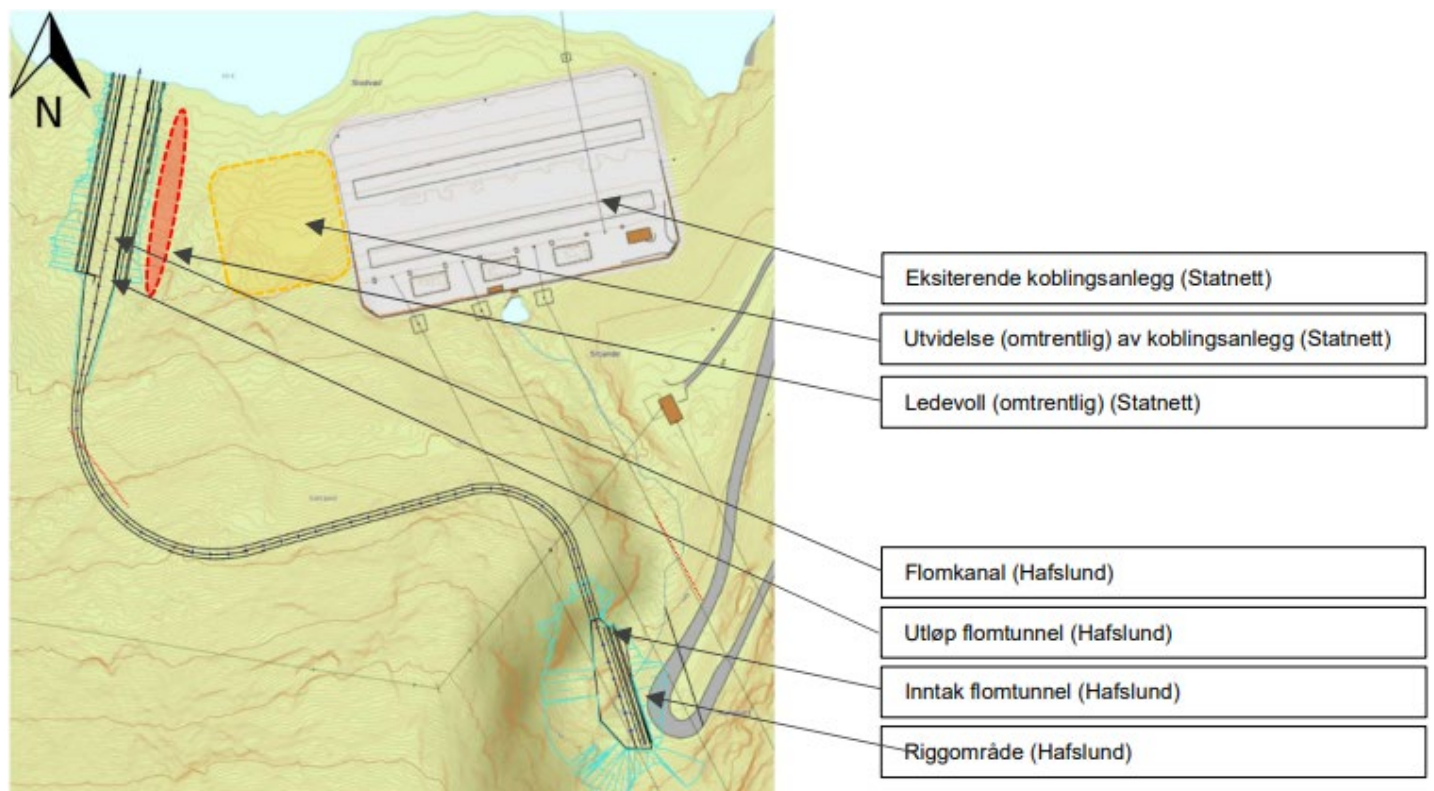 N
Eksiterende koblingsanlegg (Statnett)
Utvidelse (omtrentlig) av koblingsanlegg (Statnett)
Ledevoll (omtrentlig) (Statnett)
Flomkanal (Hafslund)
Utløp flomtunnel (Hafslund)
Inntak flomtunnel (Hafslund)
Riggområde (Hafslund)